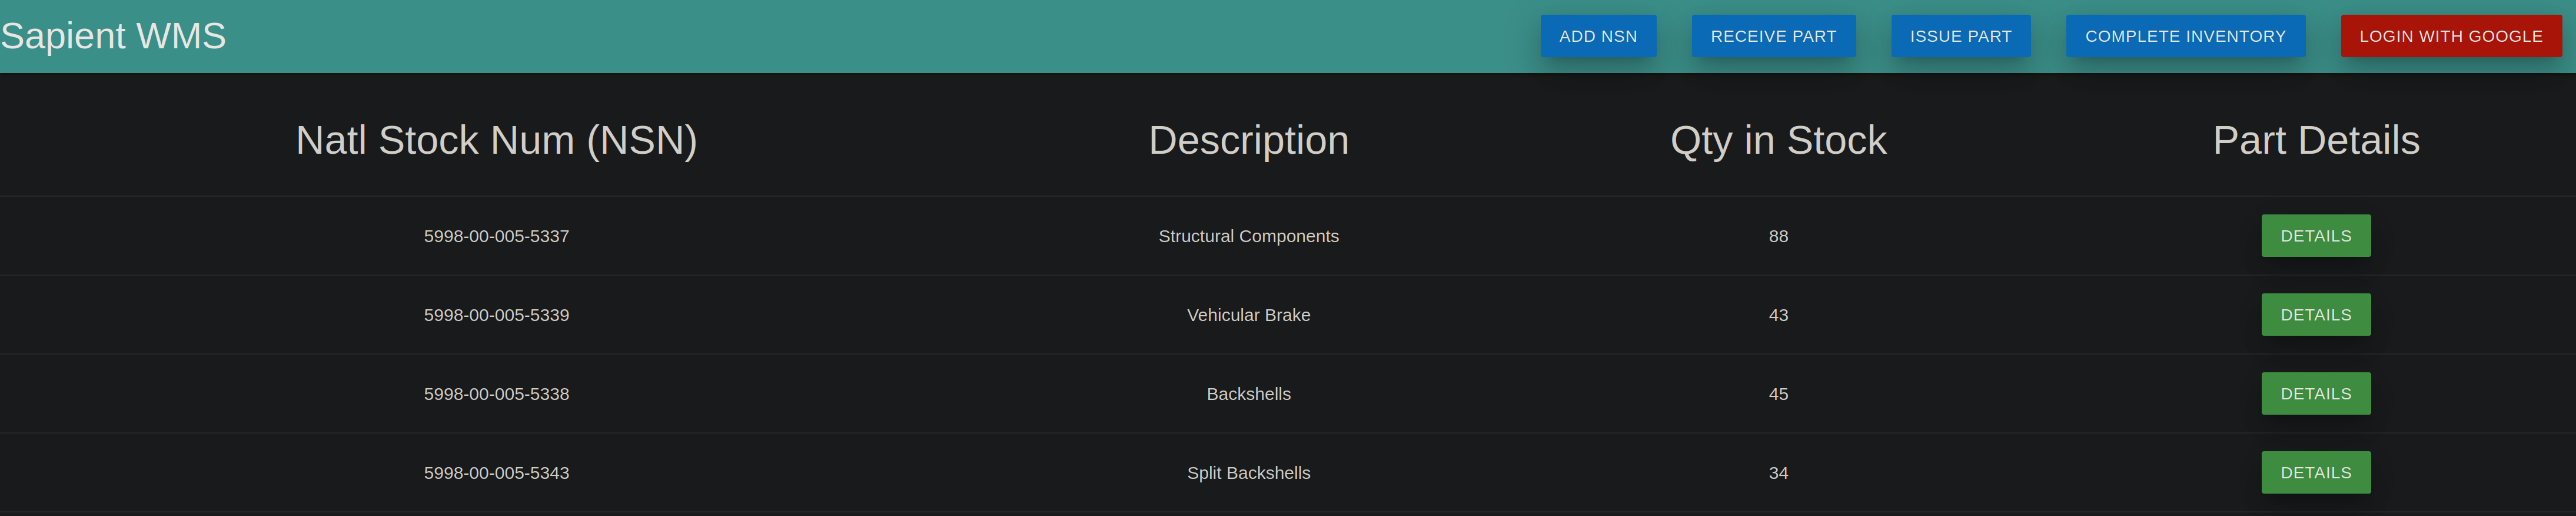 Sapient WMS ADD NSN RECEIVE PART ISSUE PART COMPLETE INVENTORY LOGIN WITH GOOGLE
Natl Stock Num (NSN) Description Qty in Stock Part Details
5998-00-005-5337 Structural Components 88 DETAILS
5998-00-005-5339 Vehicular Brake 43 DETAILS
5998-00-005-5338 Backshells 45 DETAILS
5998-00-005-5343 Split Backshells 34 DETAILS